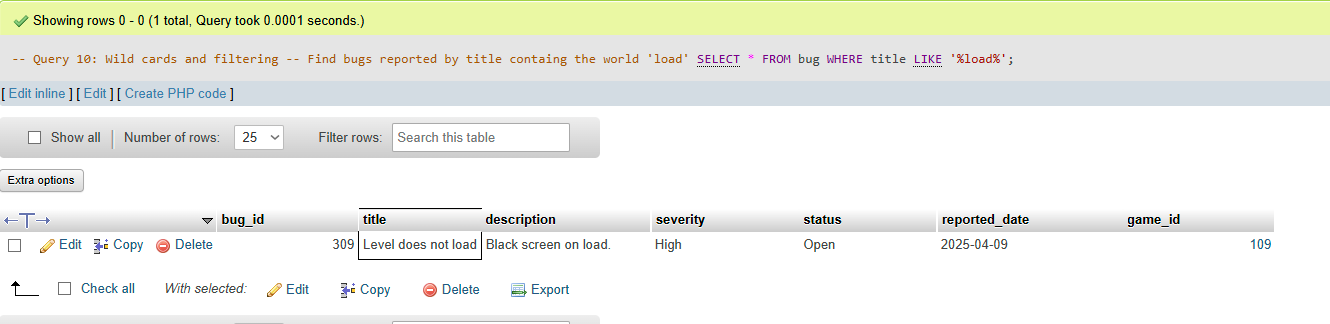 Showing rows 0 - 0 (1 total, Query took 0.0001 seconds.)
-- Query 10: Wild cards and filtering -- Find bugs reported by title containg the world 'load' SELECT * FROM bug WHERE title LIKE '%load%';
[ Edit inline ] [ Edit ] [ Create PHP code ]
Show all Number of rows: 25 Filter rows: Search this table
Extra options
bug_id title description severity status reported_date game_id
Edit Copy Delete 309 Level does not load Black screen on load. High Open 2025-04-09 109
Check all With selected: Edit Copy Delete Export